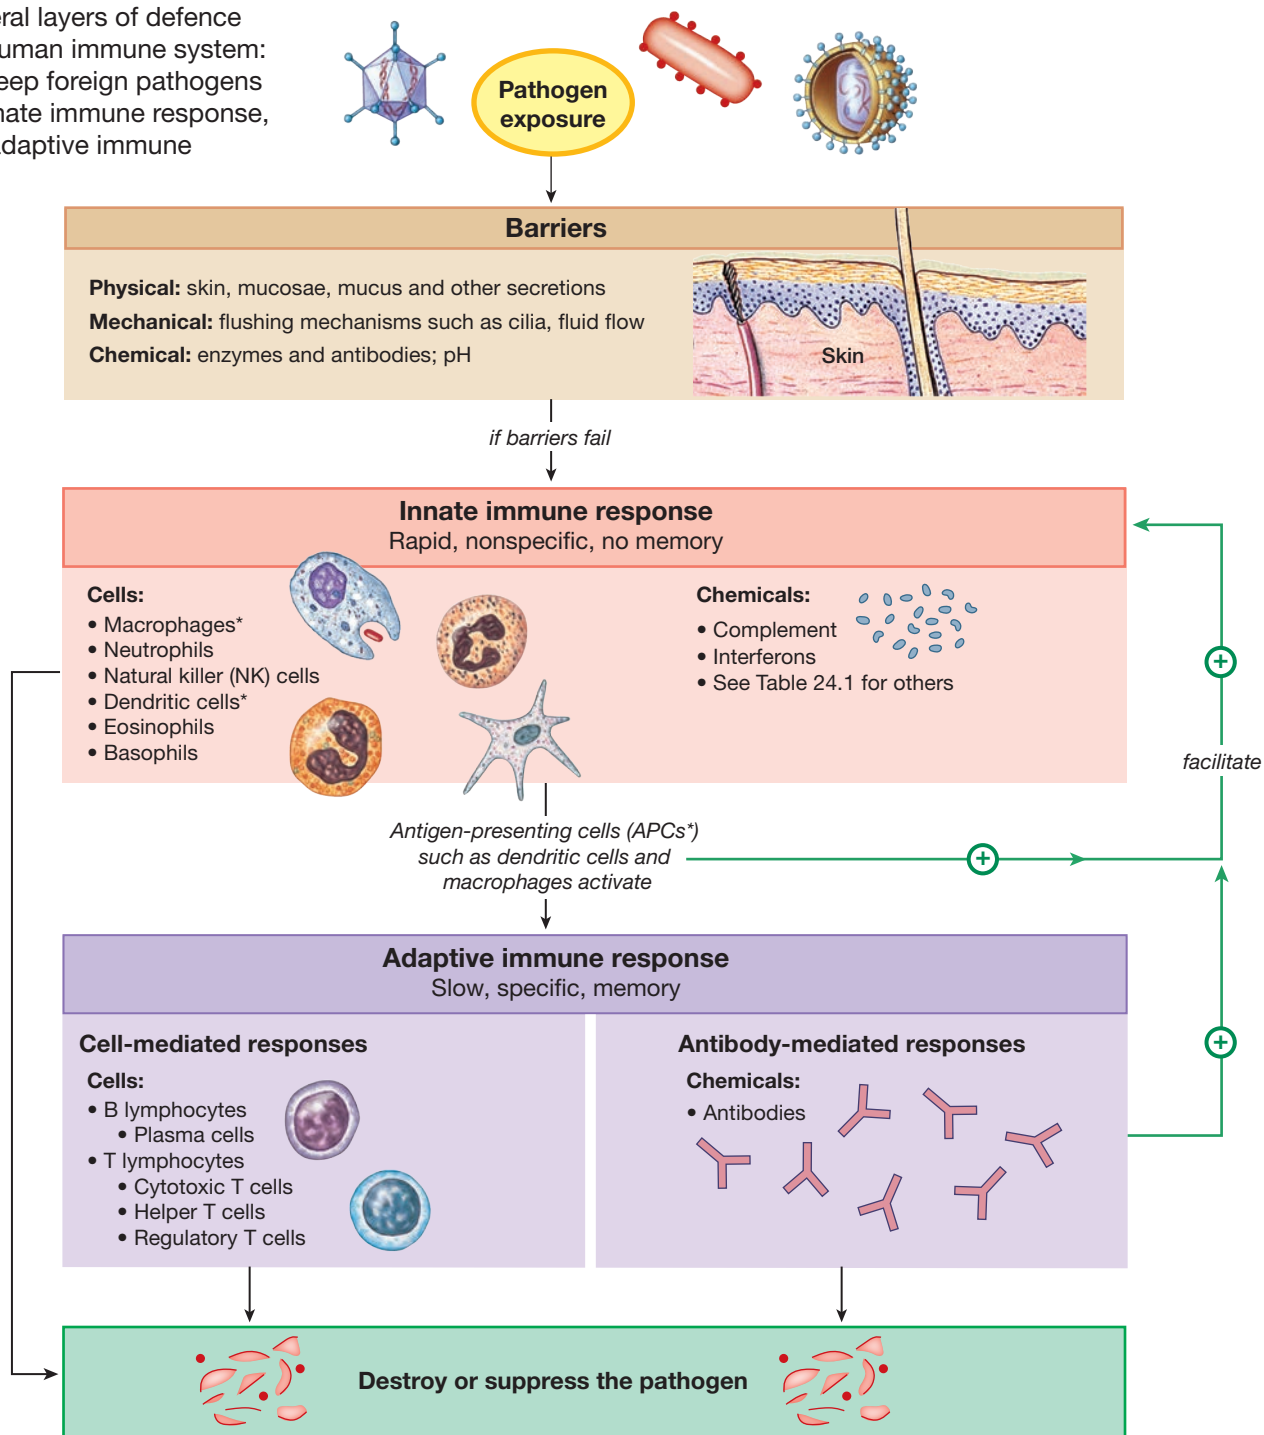 eral layers of defence
uman immune system:
eep foreign pathogens
nate immune response,
daptive immune
Pathogen
exposure
Barriers
Physical: skin, mucosae, mucus and other secretions
Mechanical: flushing mechanisms such as cilia, fluid flow
Chemical: enzymes and antibodies; pH
Skin
if barriers fail
Innate immune response
Rapid, nonspecific, no memory
Cells:
• Macrophages*
• Neutrophils
• Natural killer (NK) cells
• Dendritic cells*
• Eosinophils
• Basophils
Chemicals:
• Complement
• Interferons
• See Table 24.1 for others
+
facilitate
Antigen-presenting cells (APCs*)
such as dendritic cells and
macrophages activate
+
Adaptive immune response
Slow, specific, memory
Cell-mediated responses
Cells:
• B lymphocytes
• Plasma cells
• T lymphocytes
• Cytotoxic T cells
• Helper T cells
• Regulatory T cells
Antibody-mediated responses
Chemicals:
• Antibodies
+
Destroy or suppress the pathogen